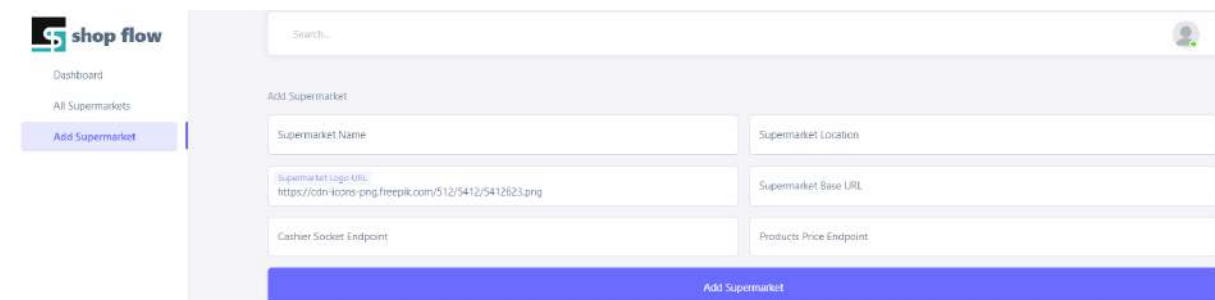 shop flow
Search...
Dashboard
All Supermarkets
Add Supermarket
Add Supermarket
Supermarket Name
Supermarket Location
Supermarket Logo URL
https://cdn-icons-png.freepik.com/512/5412/5412623.png
Supermarket Base URL
Cashier Socket Endpoint
Products Price Endpoint
Add Supermarket